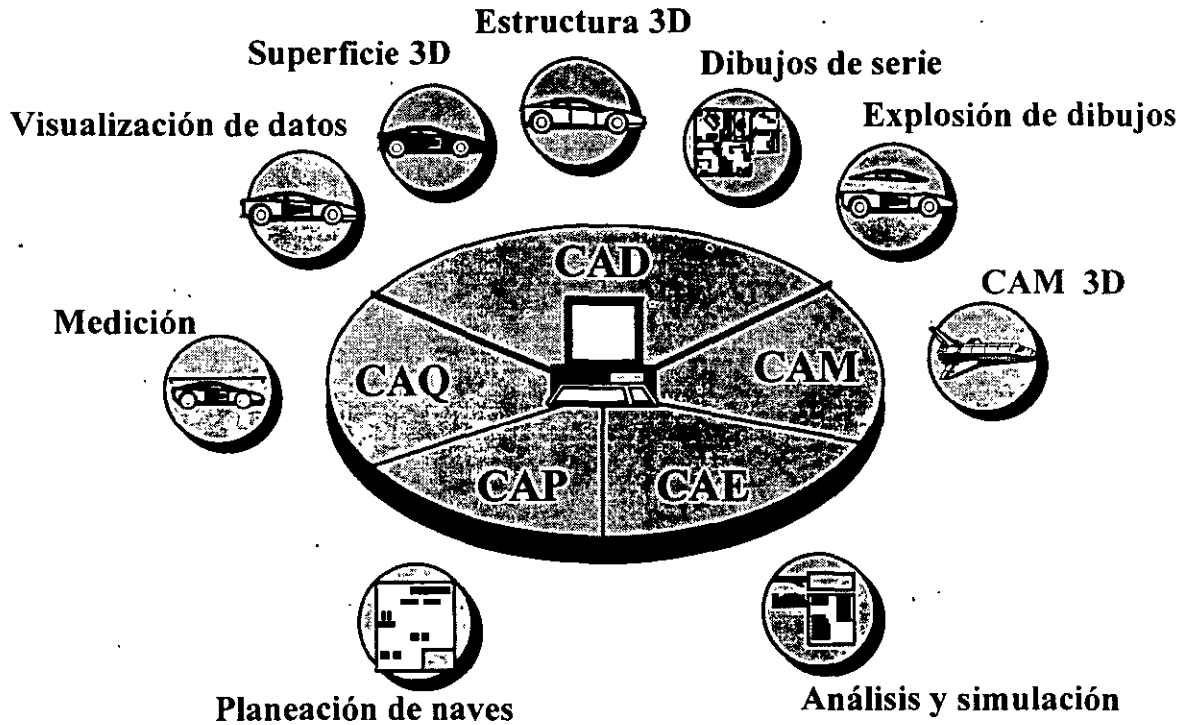 Estructura 3D
Superficie 3D
Dibujos de serie
Visualización de datos
Explosión de dibujos
CAD
CAM 3D
Medición
CAQ
CAM
CAP
CAE
Planeación de naves
Análisis y simulación